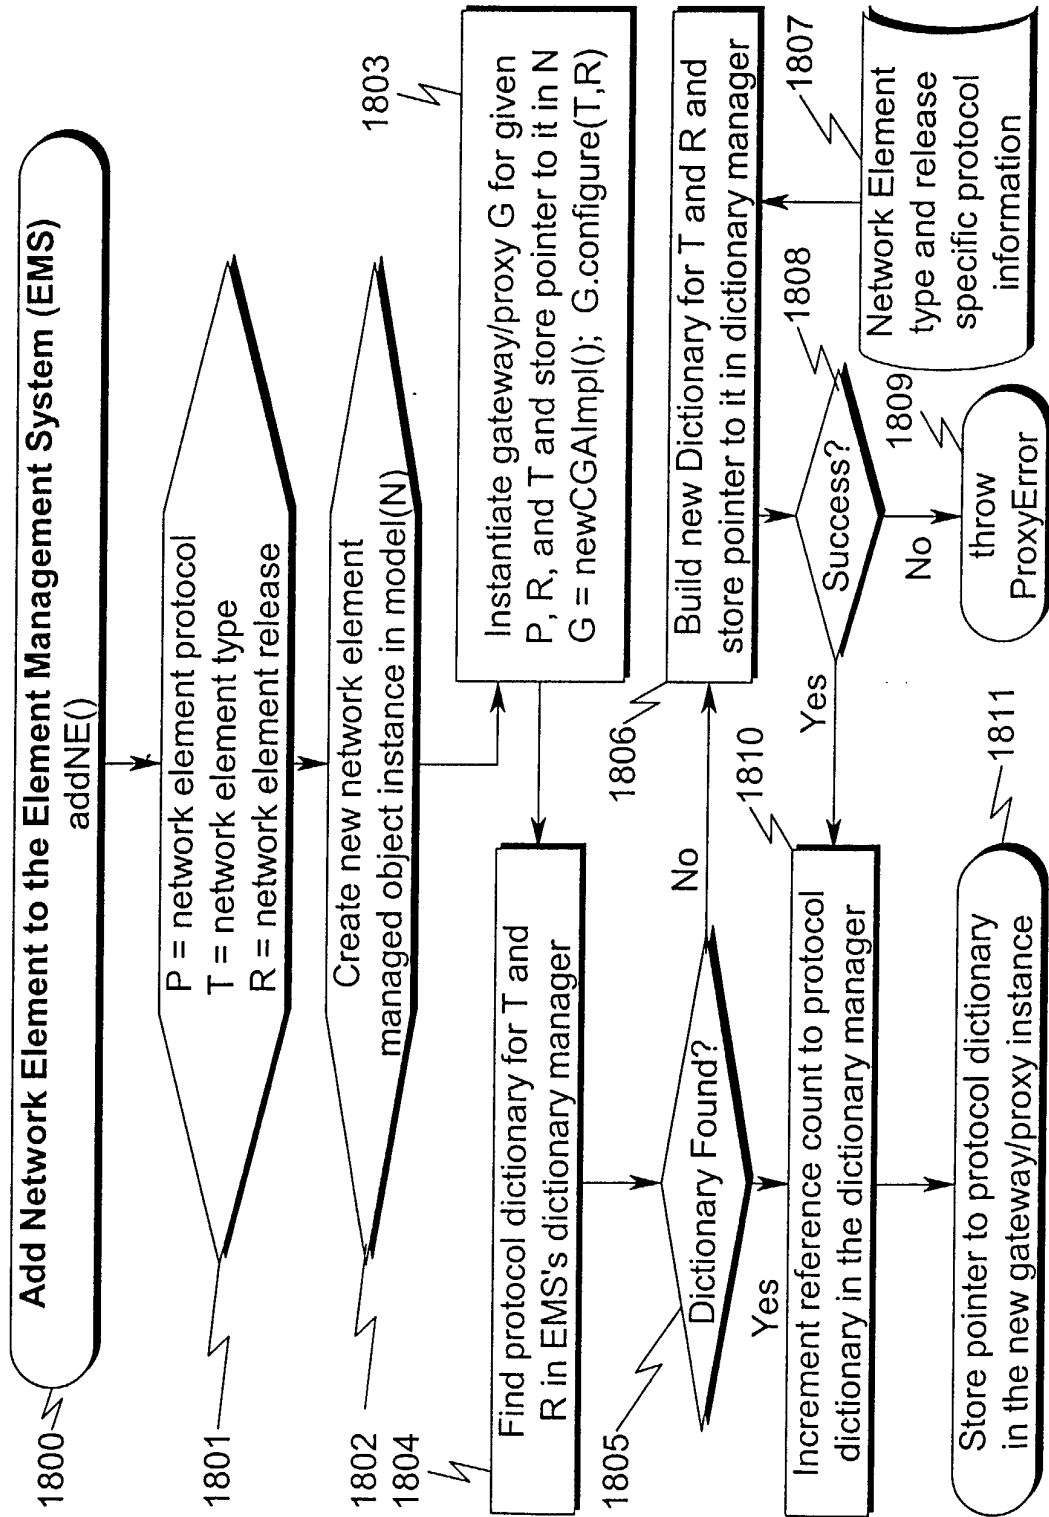 Add Network Element to the Element Management System (EMS)
addNE()
1800
P = network element protocol
T = network element type
R = network element release
1801
Create new network element
managed object instance in model(N)
1802
1803
Instantiate gateway/proxy G for given
P, R, and T and store pointer to it in N
G = newCGAImpl(); G.configure(T,R)
1804
Find protocol dictionary for T and
R in EMS's dictionary manager
1805
Dictionary Found?
No
Yes
1806
Build new Dictionary for T and R and
store pointer to it in dictionary manager
1807
Network Element
type and release
specific protocol
information
1808
Success?
Yes
No
1809
throw
ProxyError
1810
Increment reference count to protocol
dictionary in the dictionary manager
1811
Store pointer to protocol dictionary
in the new gateway/proxy instance